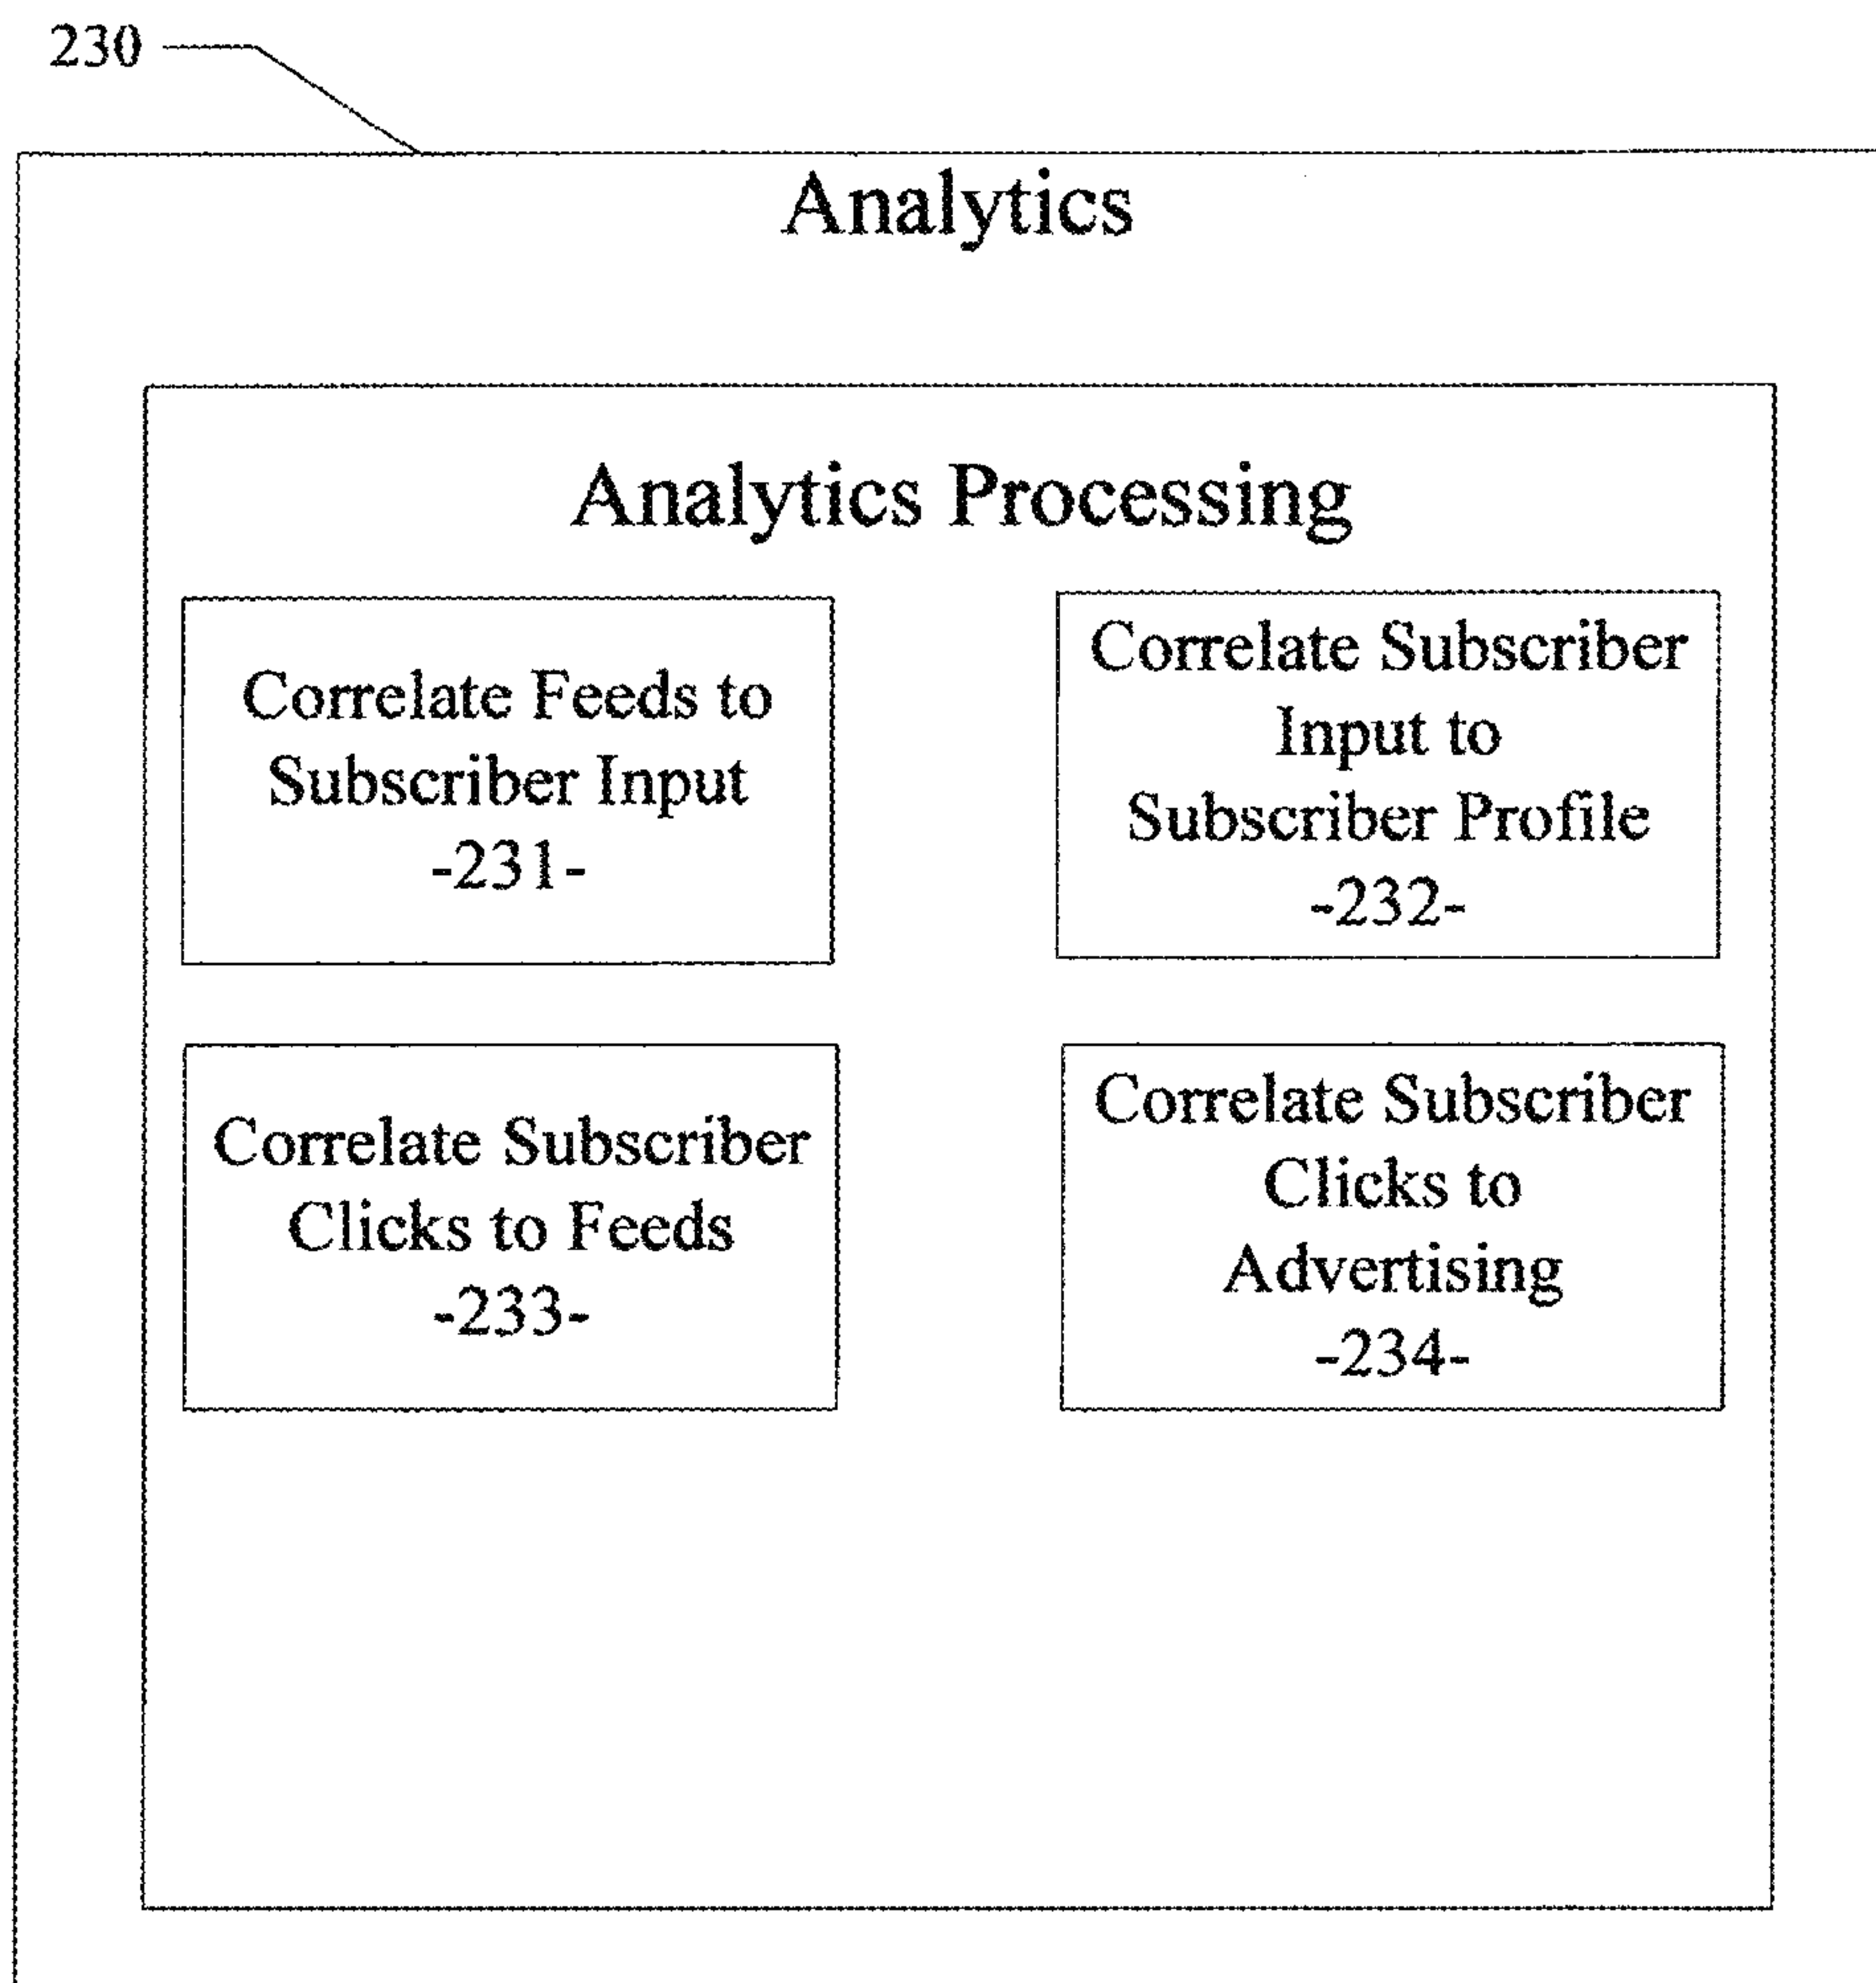 230
Analytics
Analytics Processing
Correlate Feeds to
Subscriber Input
-231-
Correlate Subscriber
Input to
Subscriber Profile
-232-
Correlate Subscriber
Clicks to Feeds
-233-
Correlate Subscriber
Clicks to
Advertising
-234-